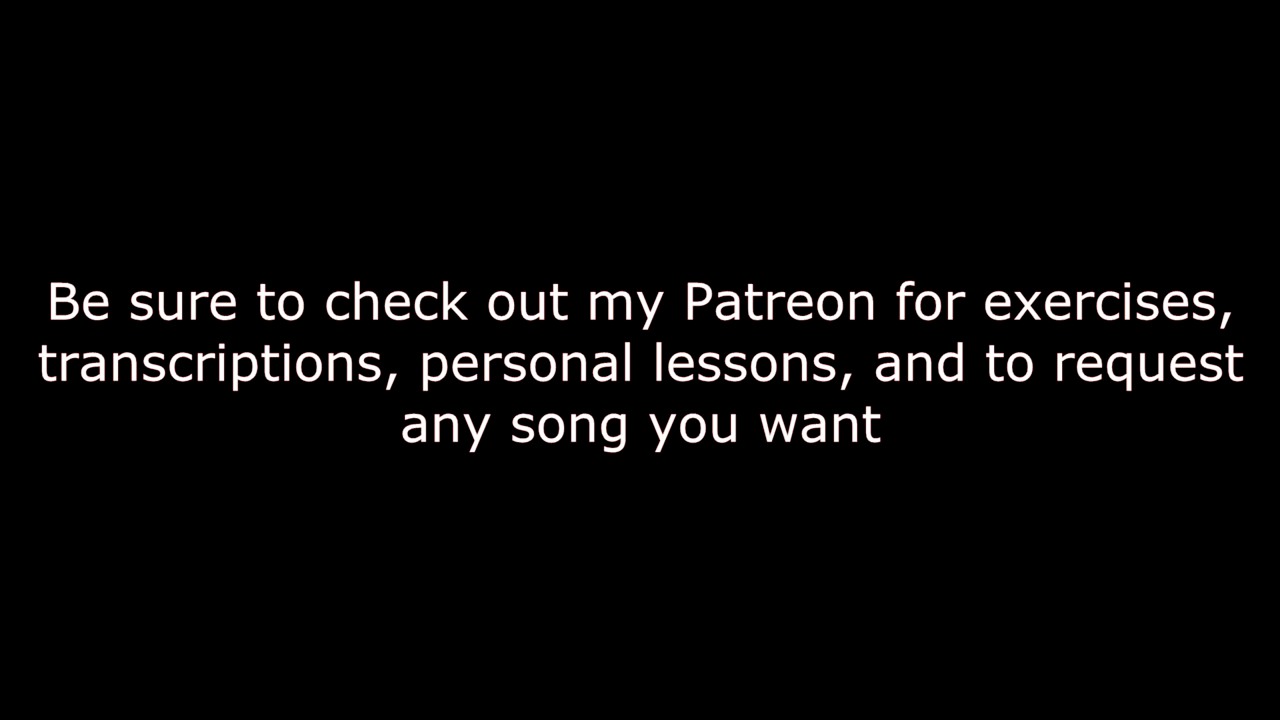 Be sure to check out my Patreon for exercises,
transcriptions, personal lessons, and to request
any song you want